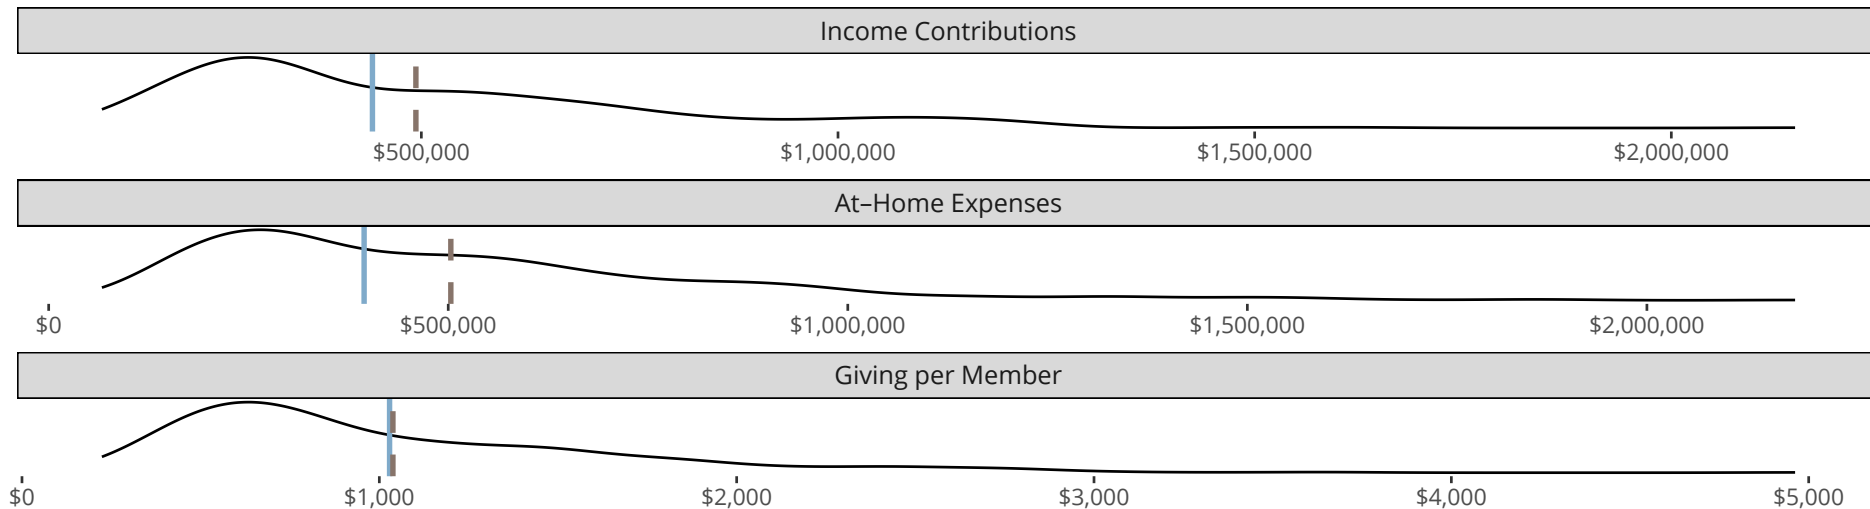 Income Contributions
$500,000 $1,000,000 $1,500,000 $2,000,000
At–Home Expenses
$0 $500,000 $1,000,000 $1,500,000 $2,000,000
Giving per Member
$0 $1,000 $2,000 $3,000 $4,000 $5,000